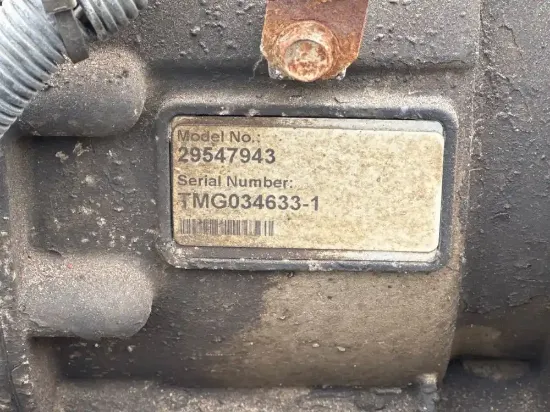 Model No.:
29547943
Serial Number:
TMG034633-1